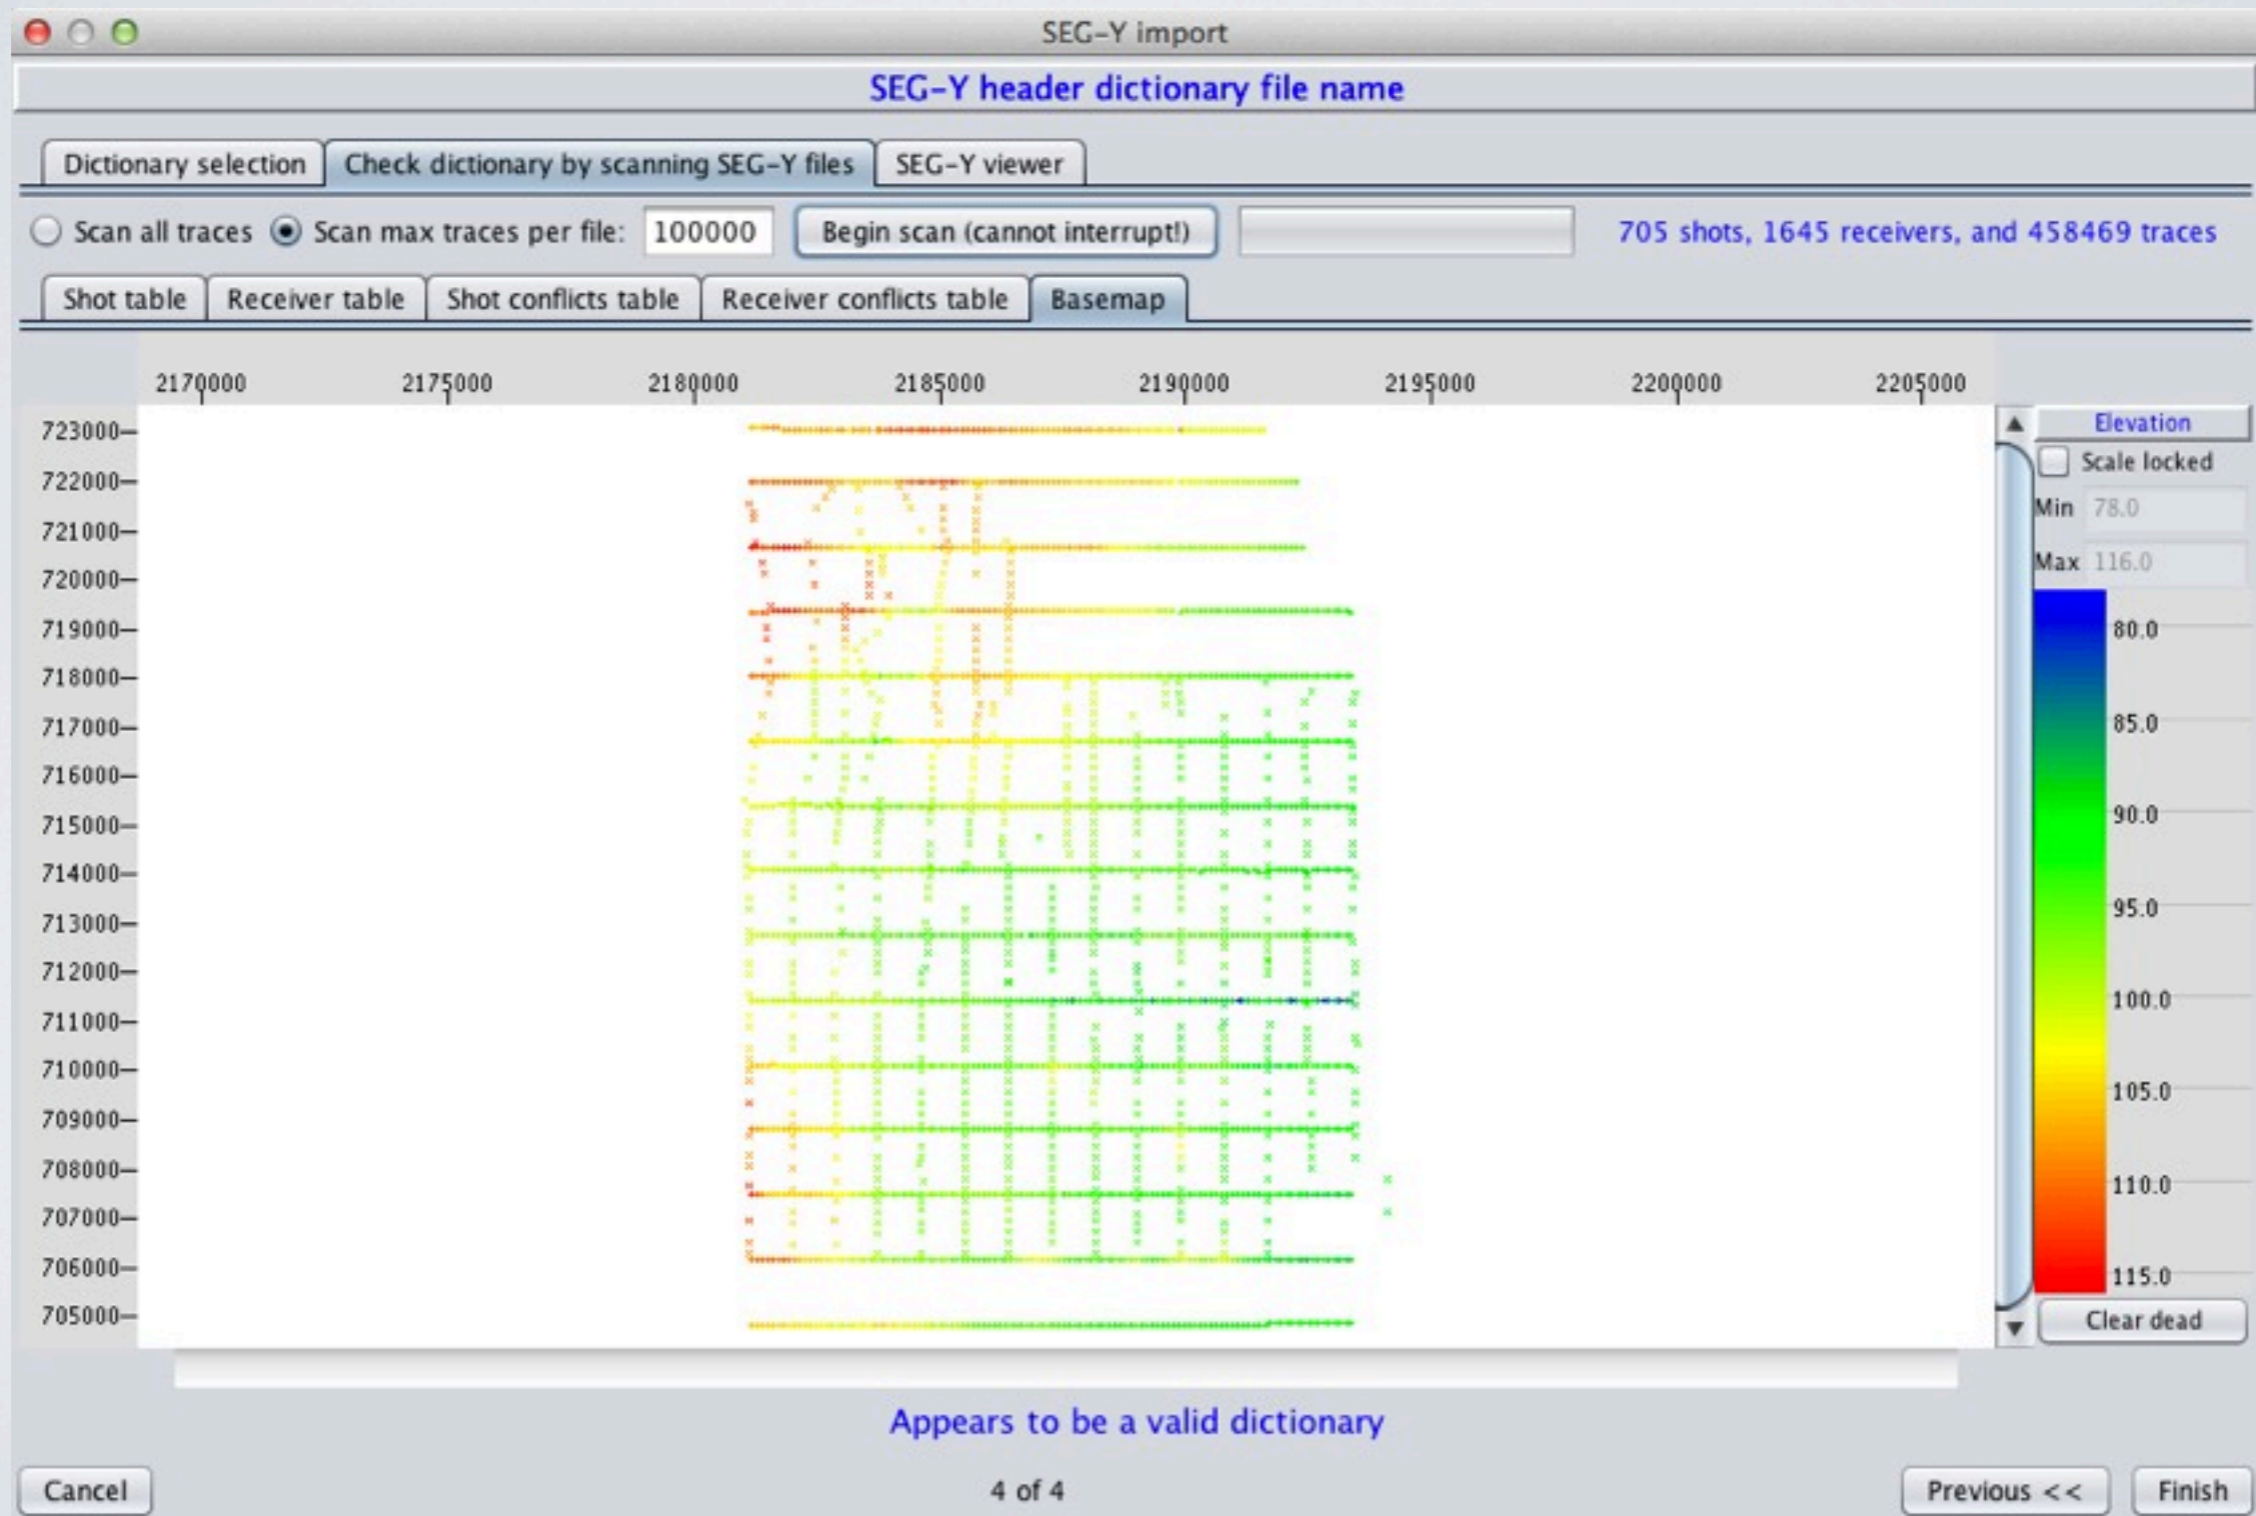 SEG-Y import
SEG-Y header dictionary file name
Dictionary selection Check dictionary by scanning SEG-Y files SEG-Y viewer
Scan all traces Scan max traces per file: 100000 Begin scan (cannot interrupt!) 705 shots, 1645 receivers, and 458469 traces
Shot table Receiver table Shot conflicts table Receiver conflicts table Basemap
2170000 2175000 2180000 2185000 2190000 2195000 2200000 2205000
723000
722000
721000
720000
719000
718000
717000
716000
715000
714000
713000
712000
711000
710000
709000
708000
707000
706000
705000
Elevation
Scale locked
Min 78.0
Max 116.0
80.0
85.0
90.0
95.0
100.0
105.0
110.0
115.0
Clear dead
Appears to be a valid dictionary
Cancel 4 of 4 Previous << Finish